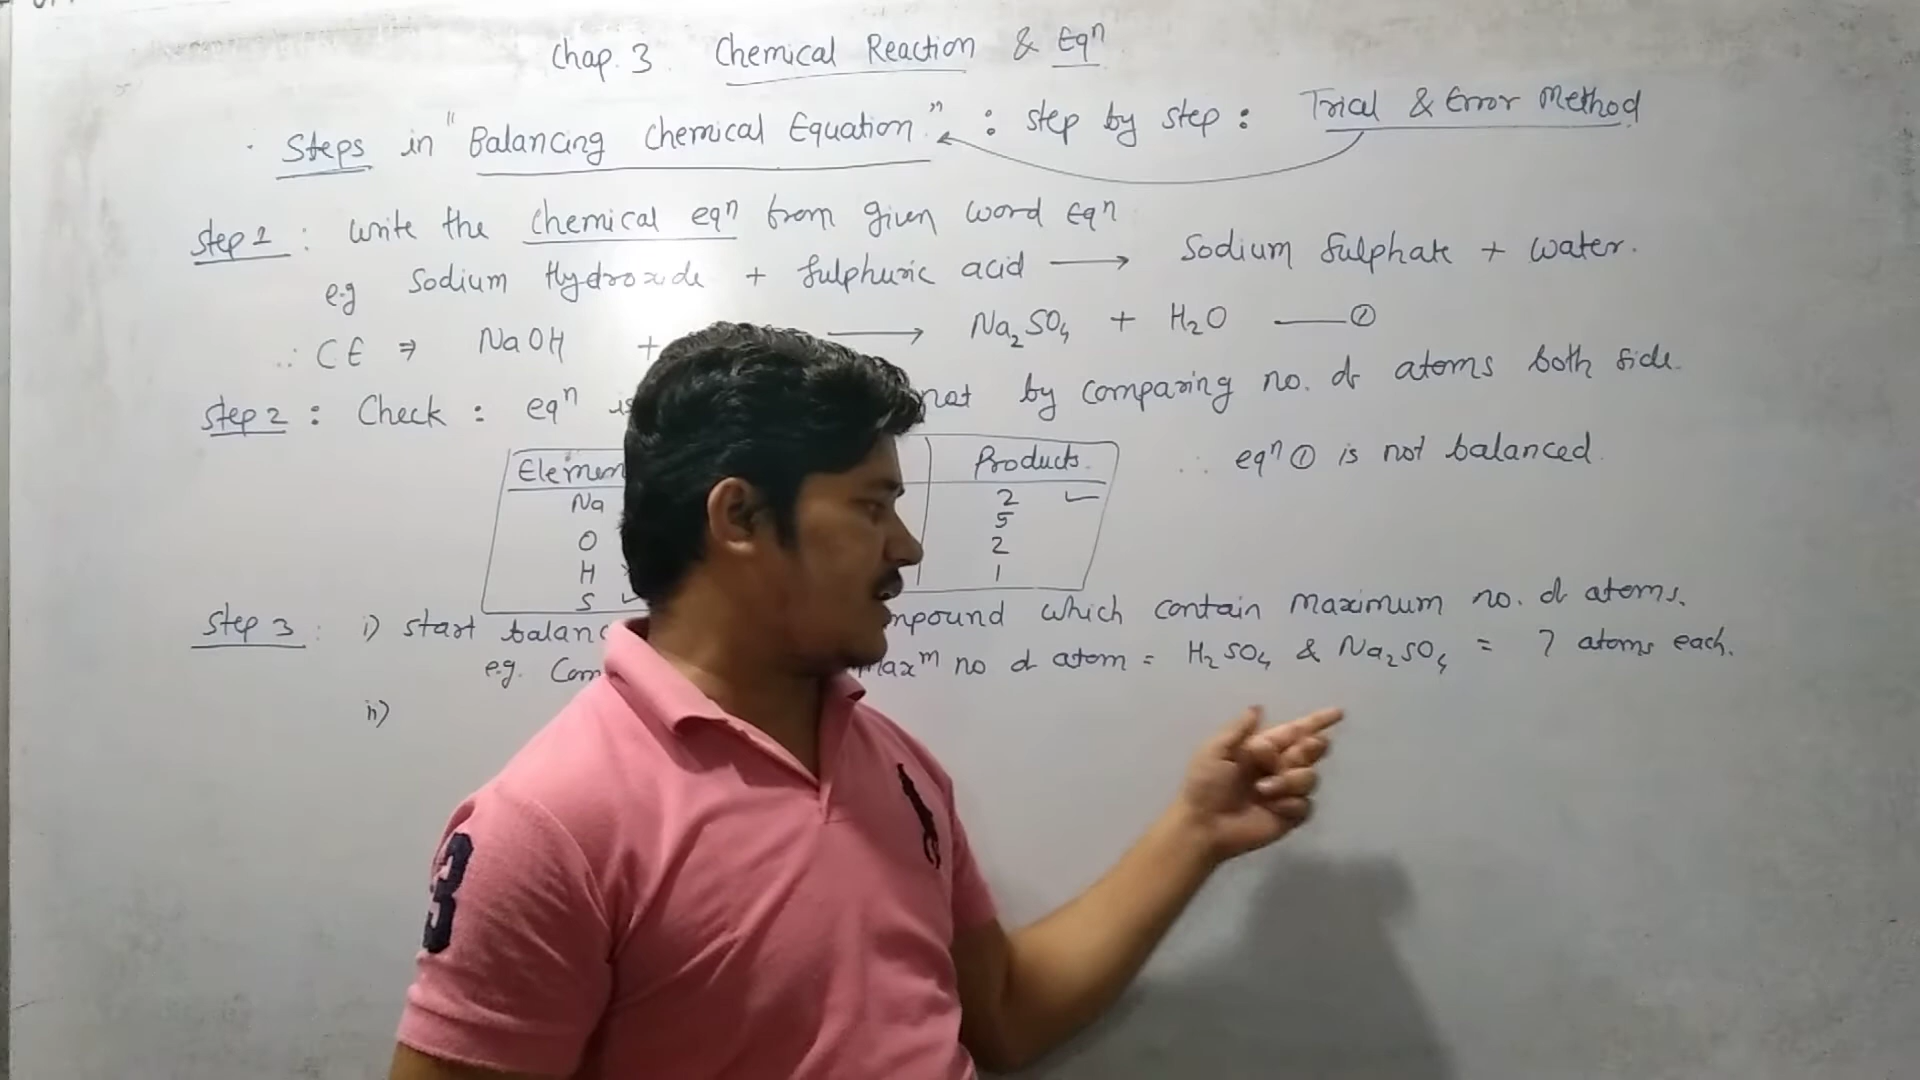 Chap. 3 Chemical Reaction & Eqⁿ
Steps in "Balancing Chemical Equation." : step by step : Trial & Error Method
Step 1 : Write the chemical eqⁿ from given word eqⁿ
e.g Sodium Hydroxide + Sulphuric acid ⟶ Sodium Sulphate + water.
∴ CE ⇒ NaOH + ⟶ Na₂SO₄ + H₂O —①
Step 2 : Check : eqⁿ is not by comparing no. of atoms both side.
Products
Na 2 ✓
O 5
H 2
S ✓ 1
∴ eqⁿ ① is not balanced.
Step 3 : i) start which contain maximum no. of atoms.
e.g. Maxᵐ no of atom = H₂SO₄ & Na₂SO₄ = 7 atoms each.
ii)
3